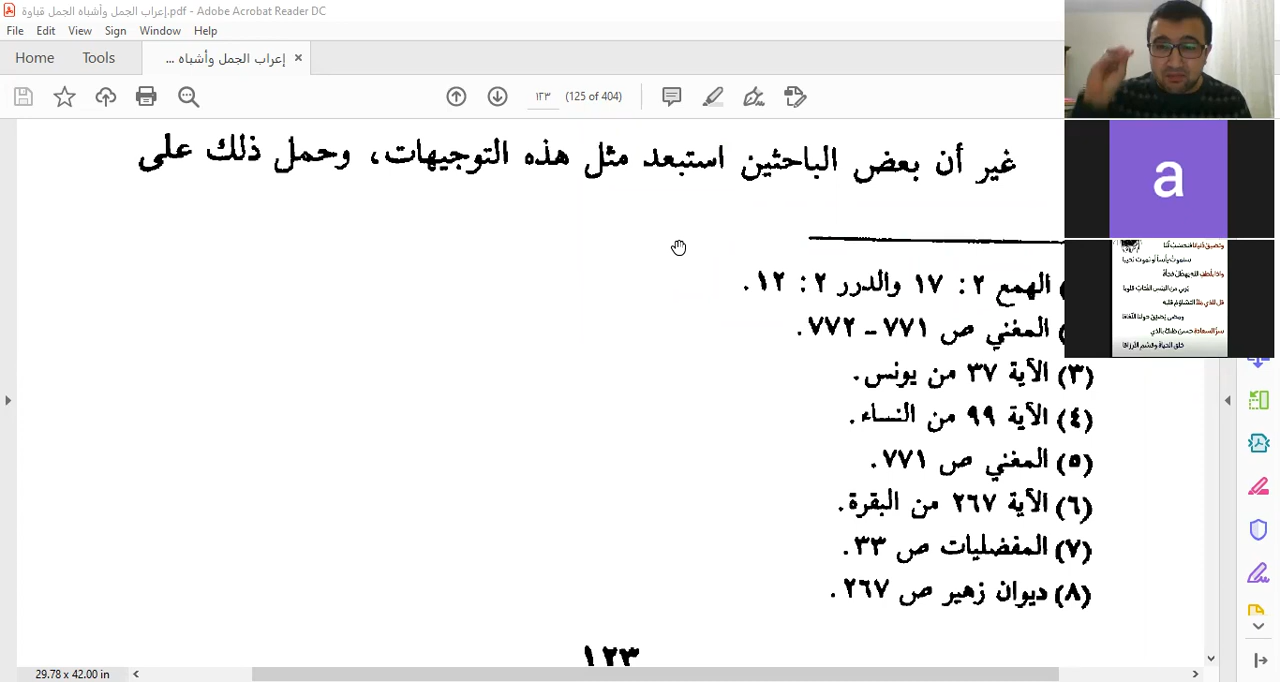 إعراب الجمل وأشباه الجمل قباوة.pdf - Adobe Acrobat Reader DC
File Edit View Sign Window Help
Home Tools إعراب الجمل وأشباه ... ×
١٢٣ (125 of 404)
غير أن بعض الباحثين استبعد مثل هذه التوجيهات، وحمل ذلك على
الهمع ٢ : ١٧ والدرر ٢ : ١٢.
المغني ص ٧٧١ - ٧٧٢.
(٣) الآية ٣٧ من يونس.
(٤) الآية ٩٩ من النساء.
(٥) المغني ص ٧٧١.
(٦) الآية ٢٦٧ من البقرة.
(٧) المفضليات ص ٣٣.
(٨) ديوان زهير ص ٢٦٧.
١٢٣
29.78 x 42.00 in
a